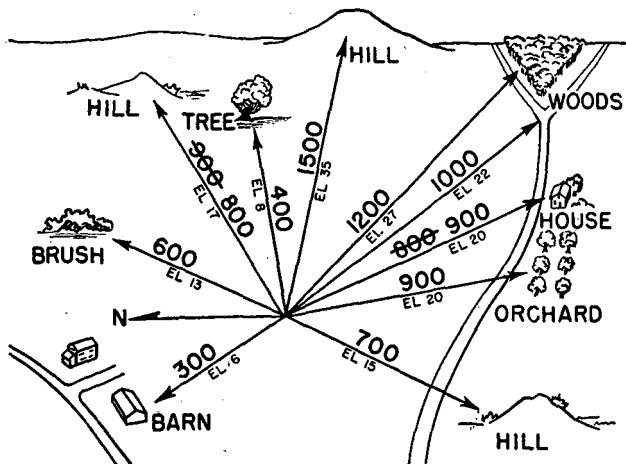 HILL
HILL
TREE
WOODS
1500
EL 35
1200
EL 27
1000
EL 22
900 800
EL 17
400
EL 8
HOUSE
800 900
EL 20
BRUSH
600
EL 13
900
EL 20
ORCHARD
N
300
EL 6
700
EL 15
BARN
HILL